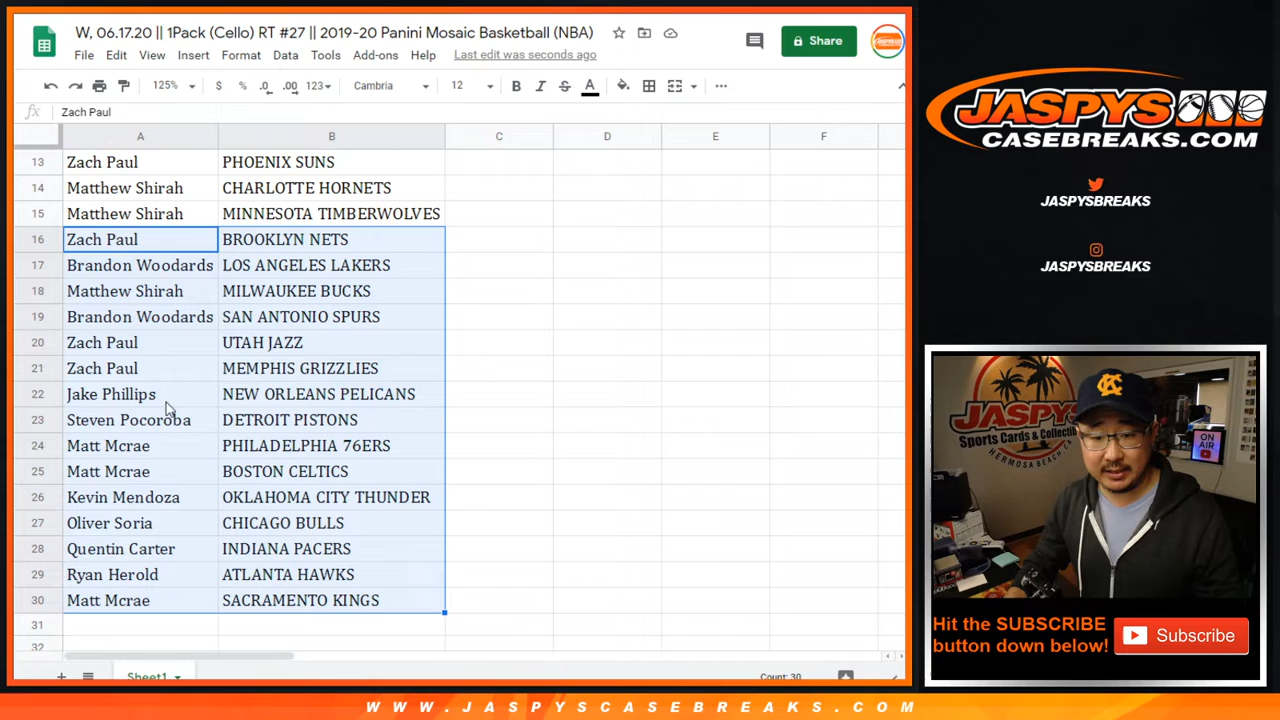 W, 06.17.20 || 1Pack (Cello) RT #27 || 2019-20 Panini Mosaic Basketball (NBA)
File Edit View Insert Format Data Tools Add-ons Help Last edit was seconds ago
Share
125% $ % .0 .00 123 Cambria 12 B I S A
fx Zach Paul
A B C D E F
13 Zach Paul PHOENIX SUNS
14 Matthew Shirah CHARLOTTE HORNETS
15 Matthew Shirah MINNESOTA TIMBERWOLVES
16 Zach Paul BROOKLYN NETS
17 Brandon Woodards LOS ANGELES LAKERS
18 Matthew Shirah MILWAUKEE BUCKS
19 Brandon Woodards SAN ANTONIO SPURS
20 Zach Paul UTAH JAZZ
21 Zach Paul MEMPHIS GRIZZLIES
22 Jake Phillips NEW ORLEANS PELICANS
23 Steven Pocoroba DETROIT PISTONS
24 Matt Mcrae PHILADELPHIA 76ERS
25 Matt Mcrae BOSTON CELTICS
26 Kevin Mendoza OKLAHOMA CITY THUNDER
27 Oliver Soria CHICAGO BULLS
28 Quentin Carter INDIANA PACERS
29 Ryan Herold ATLANTA HAWKS
30 Matt Mcrae SACRAMENTO KINGS
31
32
Sheet1
Count: 30
JASPYS
CASEBREAKS.COM
JASPYSBREAKS
JASPYSBREAKS
JASPYS
Sports Cards & Collectibles
HERMOSA BEACH, CA
KC
ON
AIR
Hit the SUBSCRIBE
button down below!
Subscribe
WWW.JASPYSCASEBREAKS.COM